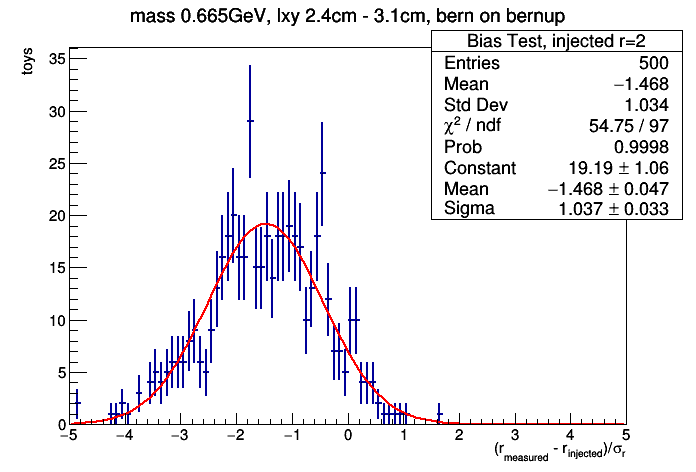 mass 0.665GeV, lxy 2.4cm - 3.1cm, bern on bernup
Bias Test, injected r=2
Entries 500
Mean −1.468
Std Dev 1.034
χ² / ndf 54.75 / 97
Prob 0.9998
Constant 19.19 ± 1.06
Mean −1.468 ± 0.047
Sigma 1.037 ± 0.033
toys
35
30
25
20
15
10
5
0
−5 −4 −3 −2 −1 0 1 2 3 4 5
(r_measured - r_injected)/σ_r